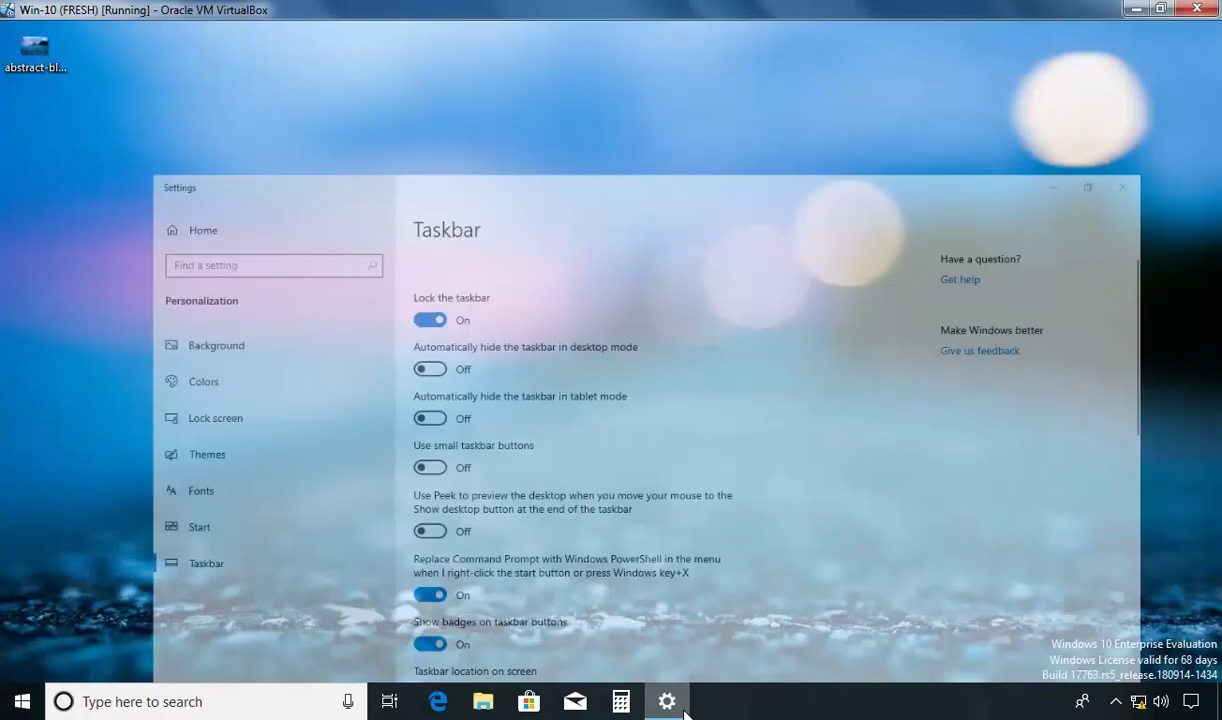 Win-10 (FRESH) [Running] - Oracle VM VirtualBox
abstract-bl...
Settings
Home
Find a setting
Personalization
Background
Colors
Lock screen
Themes
Fonts
Start
Taskbar
Taskbar
Lock the taskbar
On
Automatically hide the taskbar in desktop mode
Off
Automatically hide the taskbar in tablet mode
Off
Use small taskbar buttons
Off
Use Peek to preview the desktop when you move your mouse to the
Show desktop button at the end of the taskbar
Off
Replace Command Prompt with Windows PowerShell in the menu
when I right-click the start button or press Windows key+X
On
Show badges on taskbar buttons
On
Taskbar location on screen
Have a question?
Get help
Make Windows better
Give us feedback
Windows 10 Enterprise Evaluation
Windows License valid for 68 days
Build 17763.rs5_release.180914-1434
Type here to search